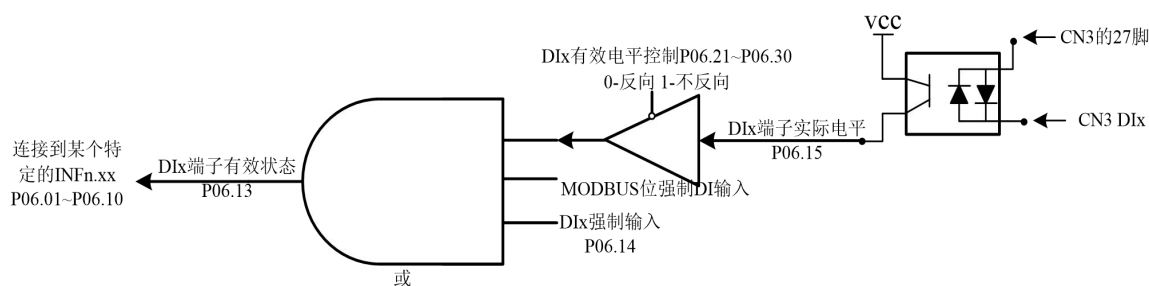 VCC
CN3的27脚
DIx有效电平控制P06.21~P06.30
0-反向 1-不反向
CN3 DIx
DIx端子实际电平
P06.15
连接到某个特
定的INFn.xx
P06.01~P06.10
DIx端子有效状态
P06.13
MODBUS位强制DI输入
DIx强制输入
P06.14
或